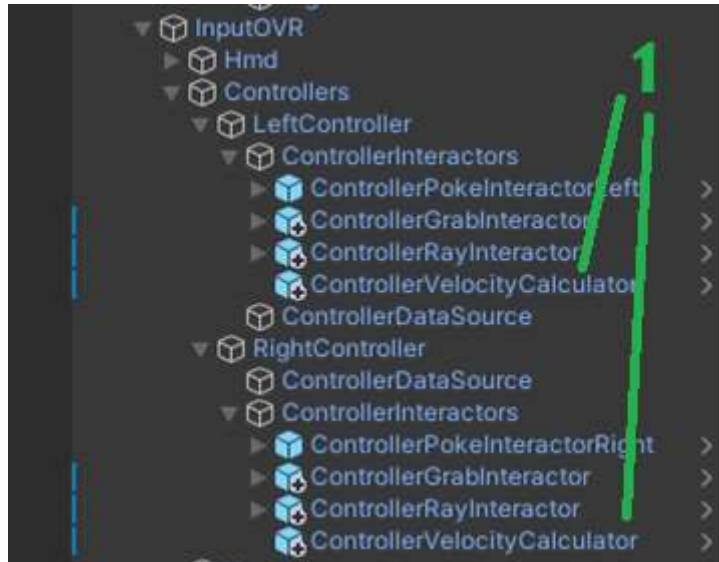 InputOVR
Hmd
Controllers
LeftController
ControllerInteractors
ControllerPokeInteractorLeft
ControllerGrabInteractor
ControllerRayInteractor
ControllerVelocityCalculator
ControllerDataSource
RightController
ControllerDataSource
ControllerInteractors
ControllerPokeInteractorRight
ControllerGrabInteractor
ControllerRayInteractor
ControllerVelocityCalculator
1